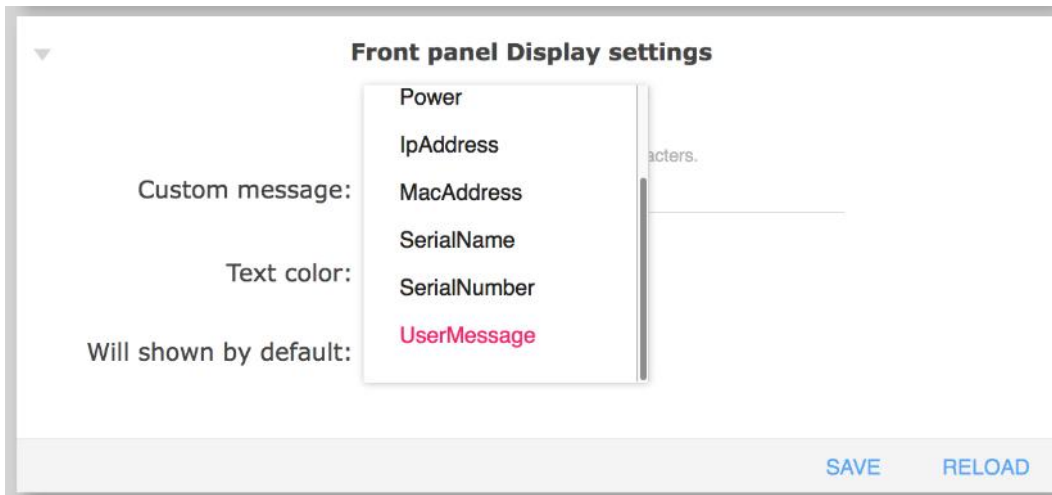 Front panel Display settings
Power
IpAddress
acters.
Custom message:
MacAddress
SerialName
Text color:
SerialNumber
UserMessage
Will shown by default:
SAVE
RELOAD